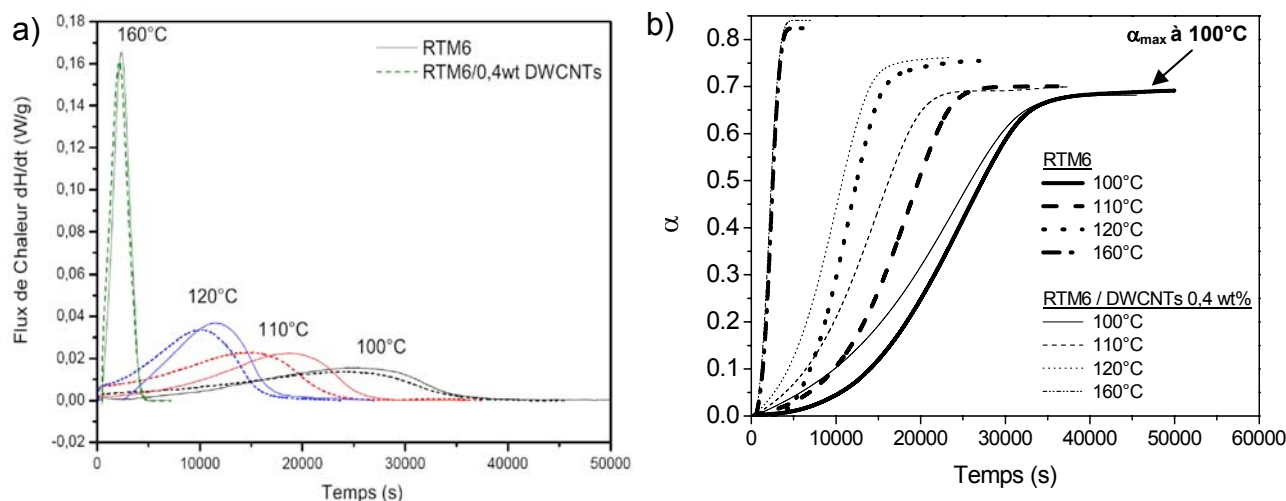 a)
Flux de Chaleur dH/dt (W/g)
0,18
0,16
0,14
0,12
0,10
0,08
0,06
0,04
0,02
0,00
-0,02
160°C
RTM6
RTM6/0,4wt DWCNTs
120°C
110°C
100°C
0
10000
20000
30000
40000
50000
Temps (s)
b)
α
0.8
0.7
0.6
0.5
0.4
0.3
0.2
0.1
0.0
αmax à 100°C
RTM6
100°C
110°C
120°C
160°C
RTM6 / DWCNTs 0,4 wt%
100°C
110°C
120°C
160°C
0
10000
20000
30000
40000
50000
60000
Temps (s)